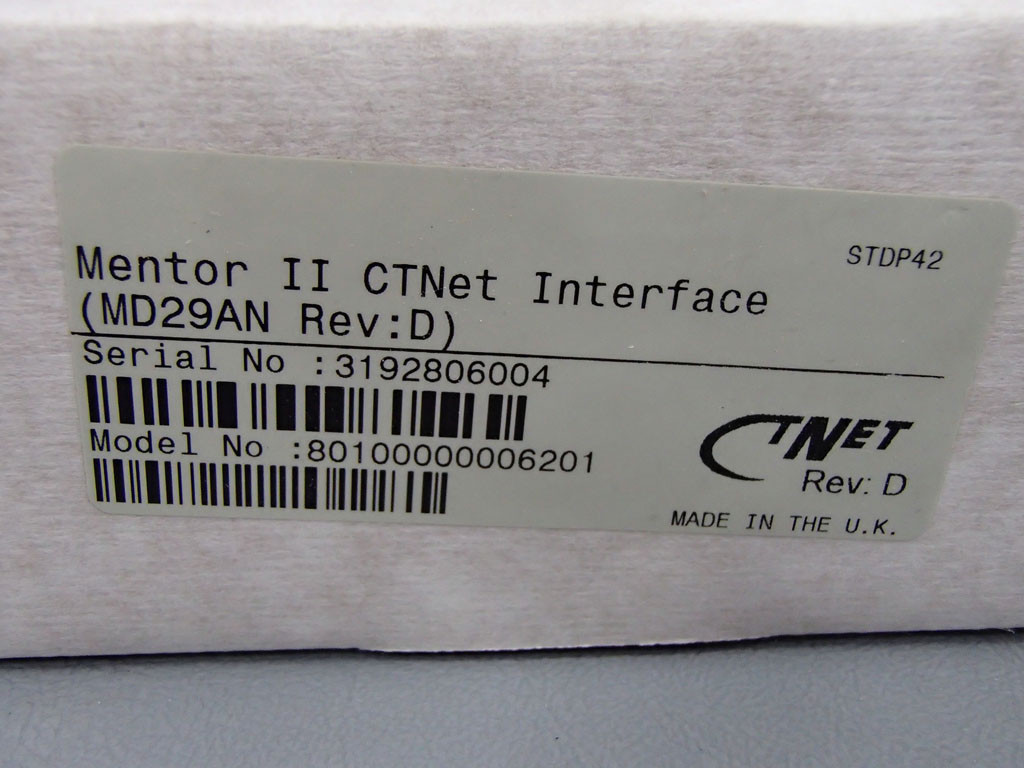 STDP42
Mentor II CTNet Interface
(MD29AN Rev:D)
Serial No :3192806004
Model No :80100000006201
CTNET
Rev: D
MADE IN THE U.K.